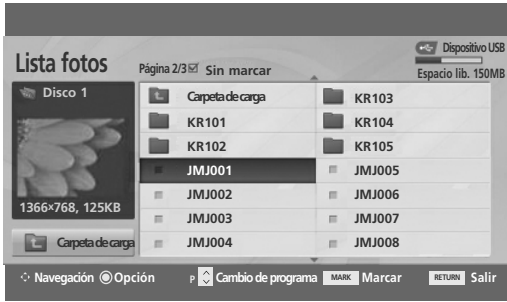 Lista fotos
Página 2/3 Sin marcar
Dispositivo USB
Espacio lib. 150MB
Disco 1
1366×768, 125KB
Carpeta de carga
Carpeta de carga
KR101
KR102
JMJ001
JMJ002
JMJ003
JMJ004
KR103
KR104
KR105
JMJ005
JMJ006
JMJ007
JMJ008
Navegación Opción P Cambio de programa MARK Marcar RETURN Salir